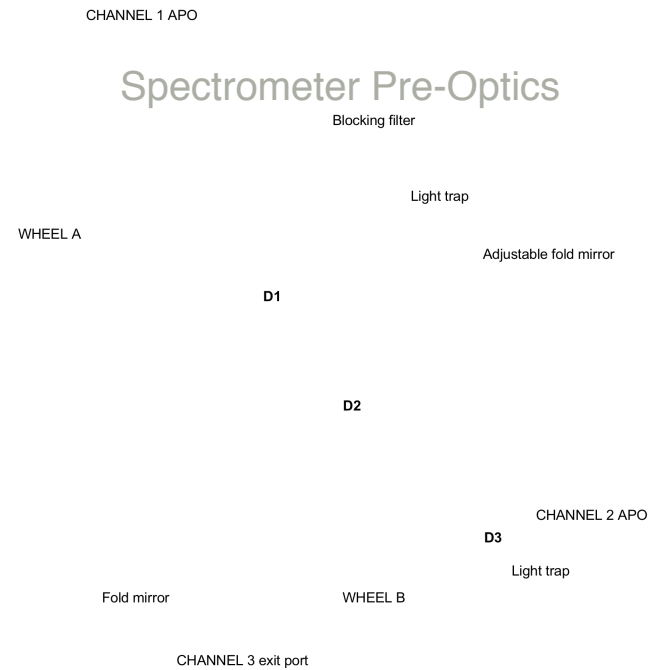 CHANNEL 1 APO
Spectrometer Pre-Optics
Blocking filter
Light trap
WHEEL A
Adjustable fold mirror
D1
D2
CHANNEL 2 APO
D3
Light trap
Fold mirror
WHEEL B
CHANNEL 3 exit port